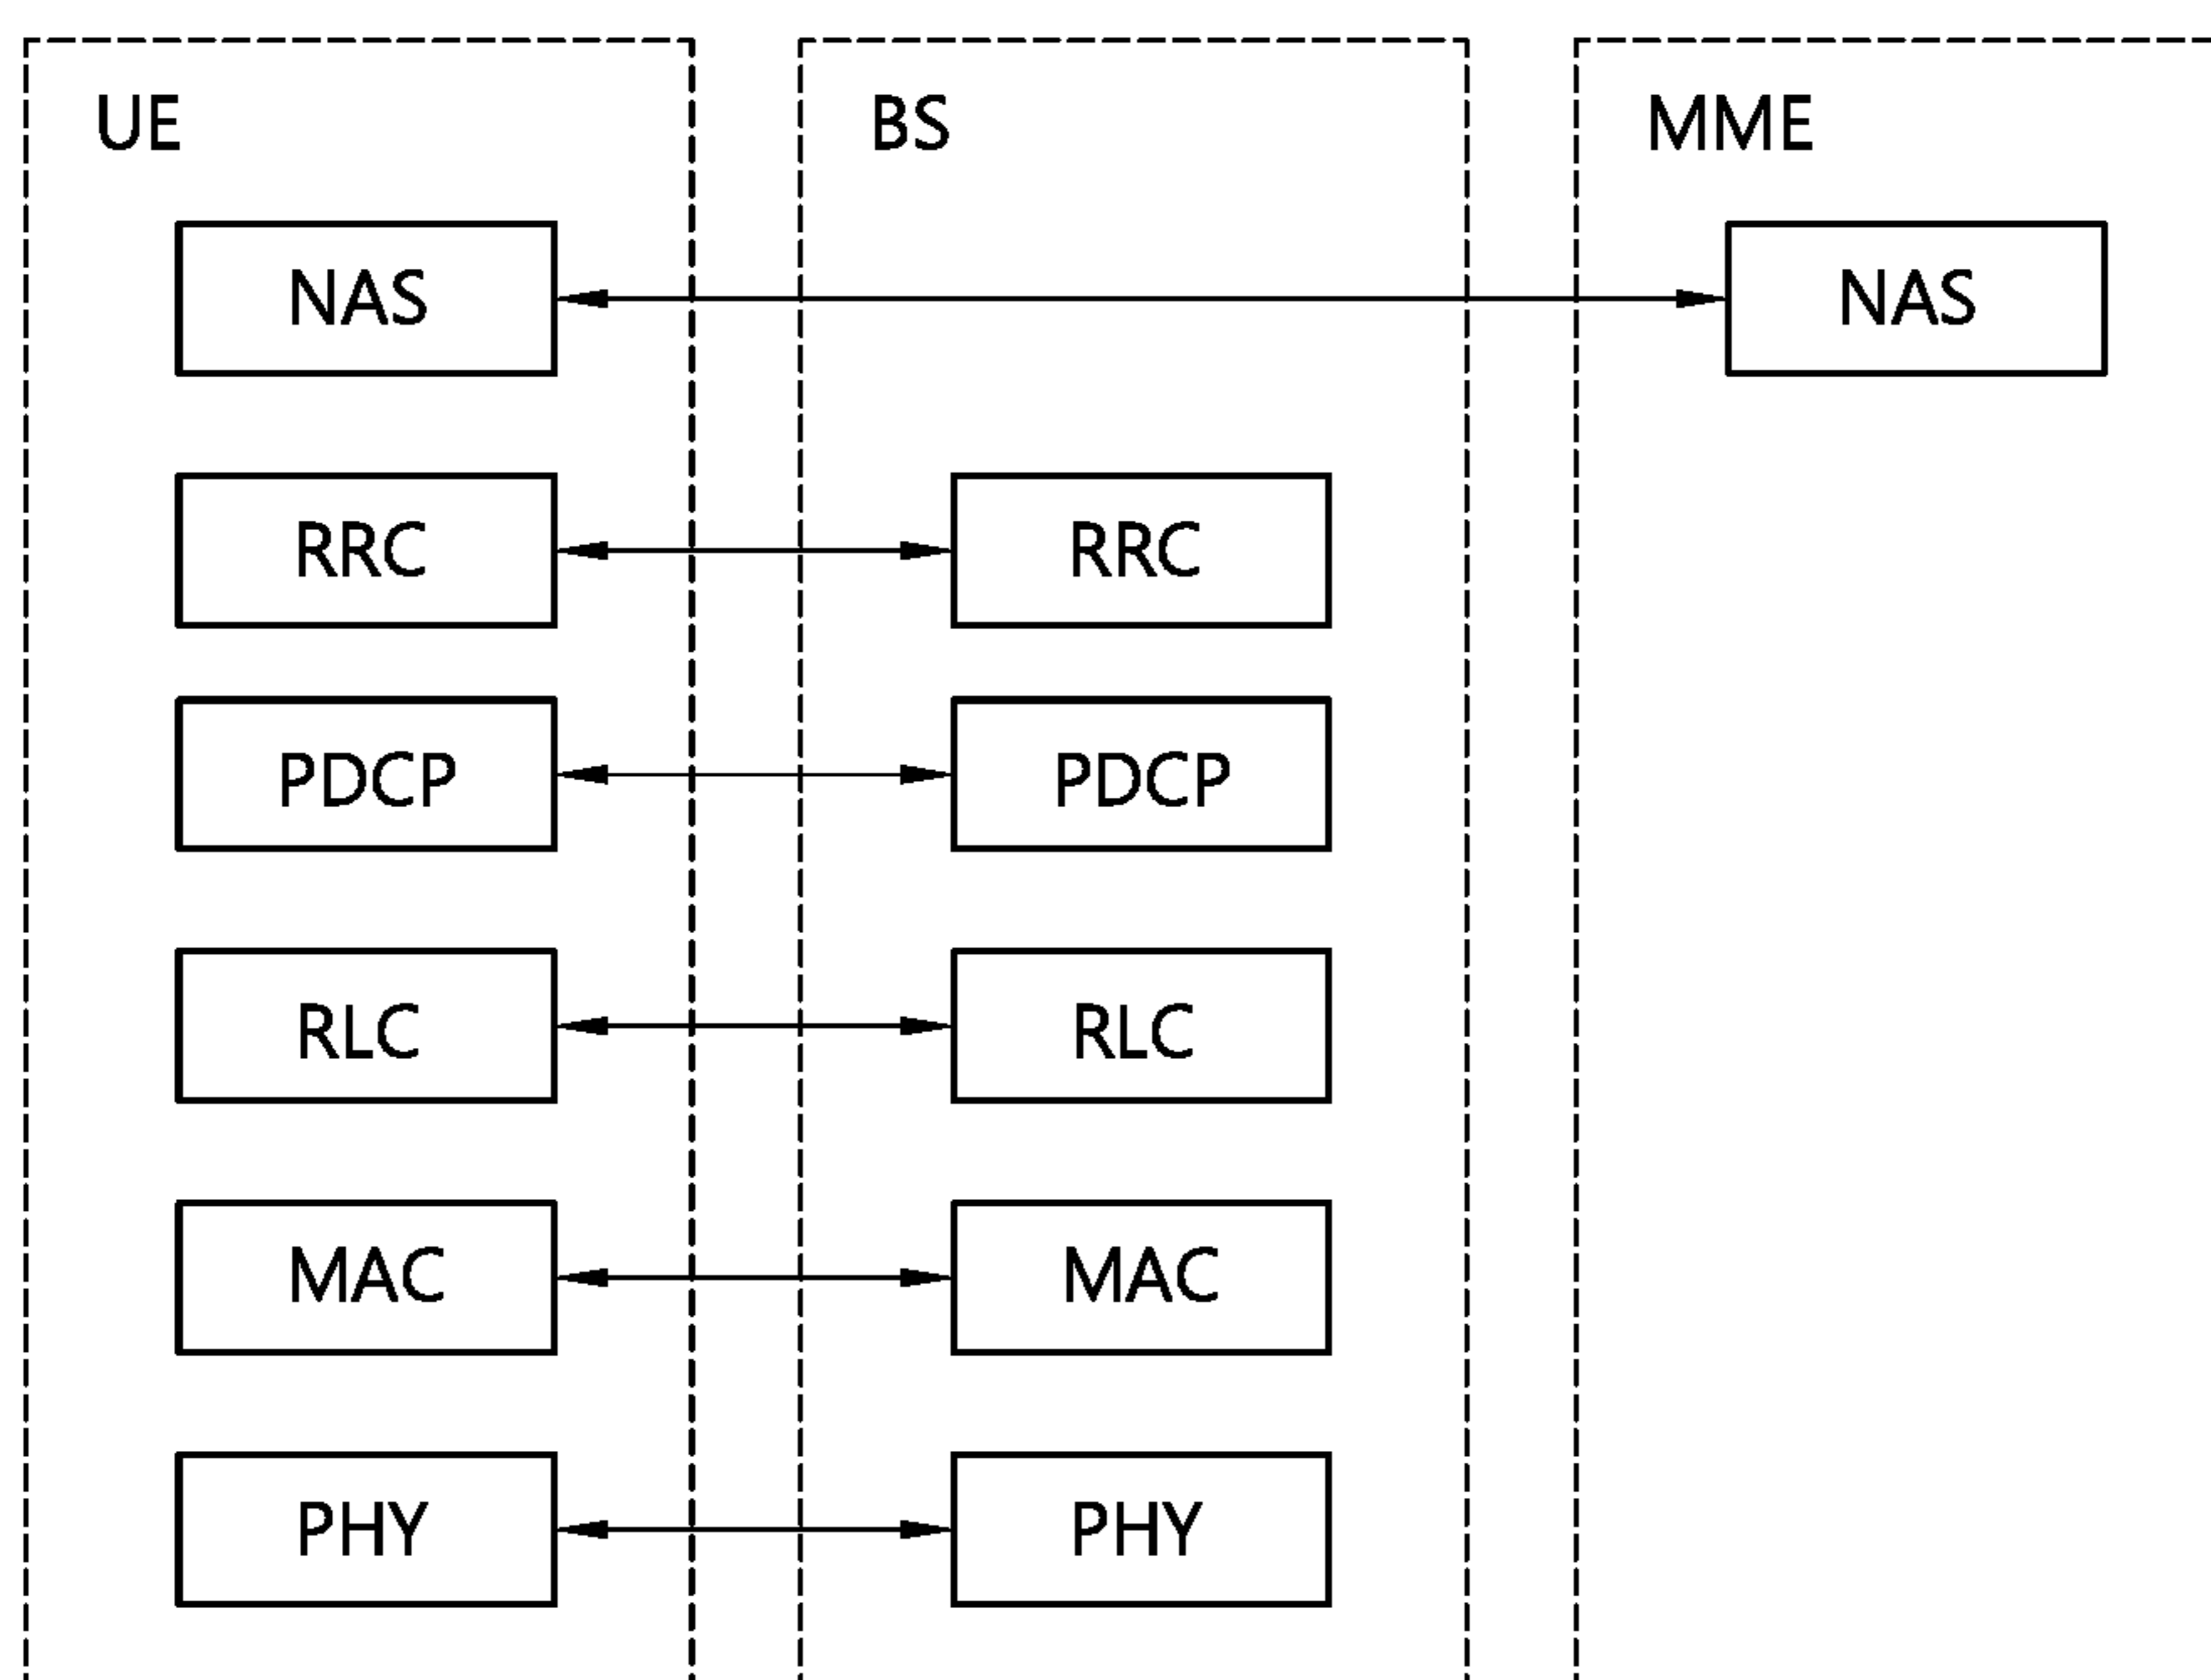 UE BS MME
NAS NAS
RRC RRC
PDCP PDCP
RLC RLC
MAC MAC
PHY PHY